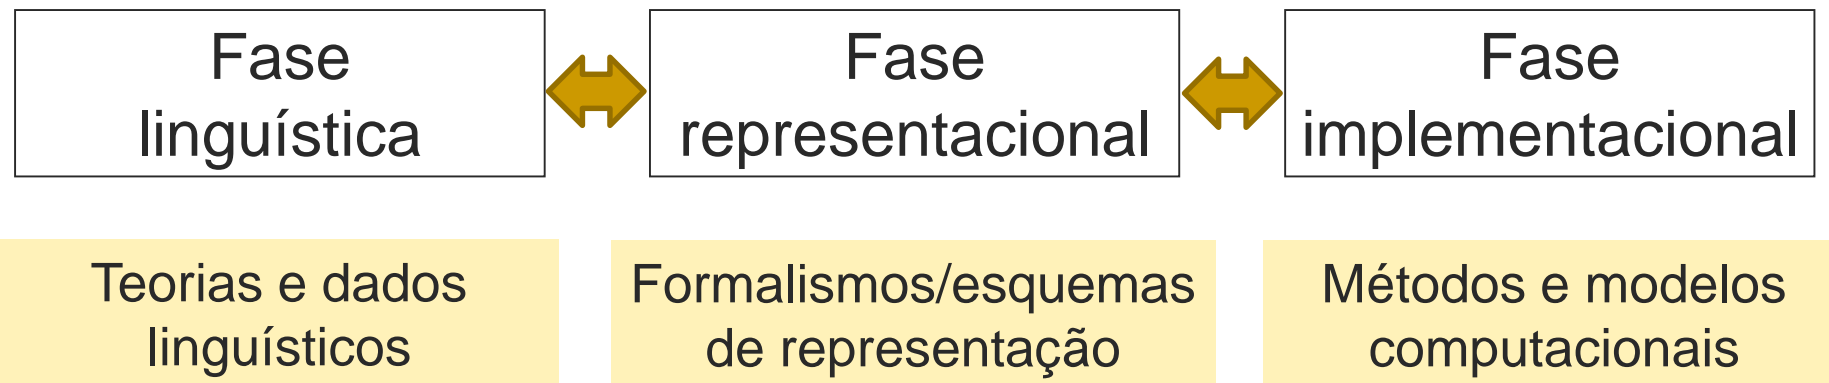 Fase
linguística
Fase
representacional
Fase
implementacional
Teorias e dados
linguísticos
Formalismos/esquemas
de representação
Métodos e modelos
computacionais